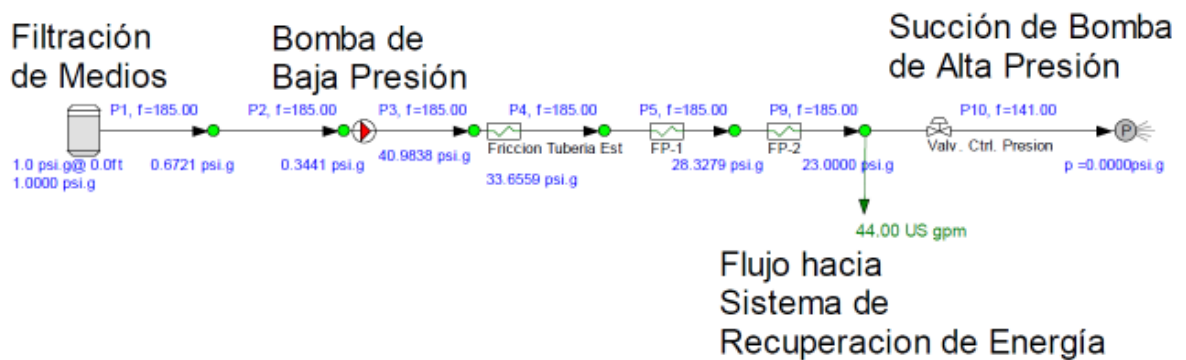 Filtración
de Medios
Bomba de
Baja Presión
Succión de Bomba
de Alta Presión
P1, f=185.00
P2, f=185.00
P3, f=185.00
P4, f=185.00
P5, f=185.00
P9, f=185.00
P10, f=141.00
P
Friccion Tuberia Est
FP-1
FP-2
Valv. Ctrl. Presion
1.0 psi.g@ 0.0ft
1.0000 psi.g
0.6721 psi.g
0.3441 psi.g
40.9838 psi.g
33.6559 psi.g
28.3279 psi.g
23.0000 psi.g
p =0.0000psi.g
44.00 US gpm
Flujo hacia
Sistema de
Recuperacion de Energía